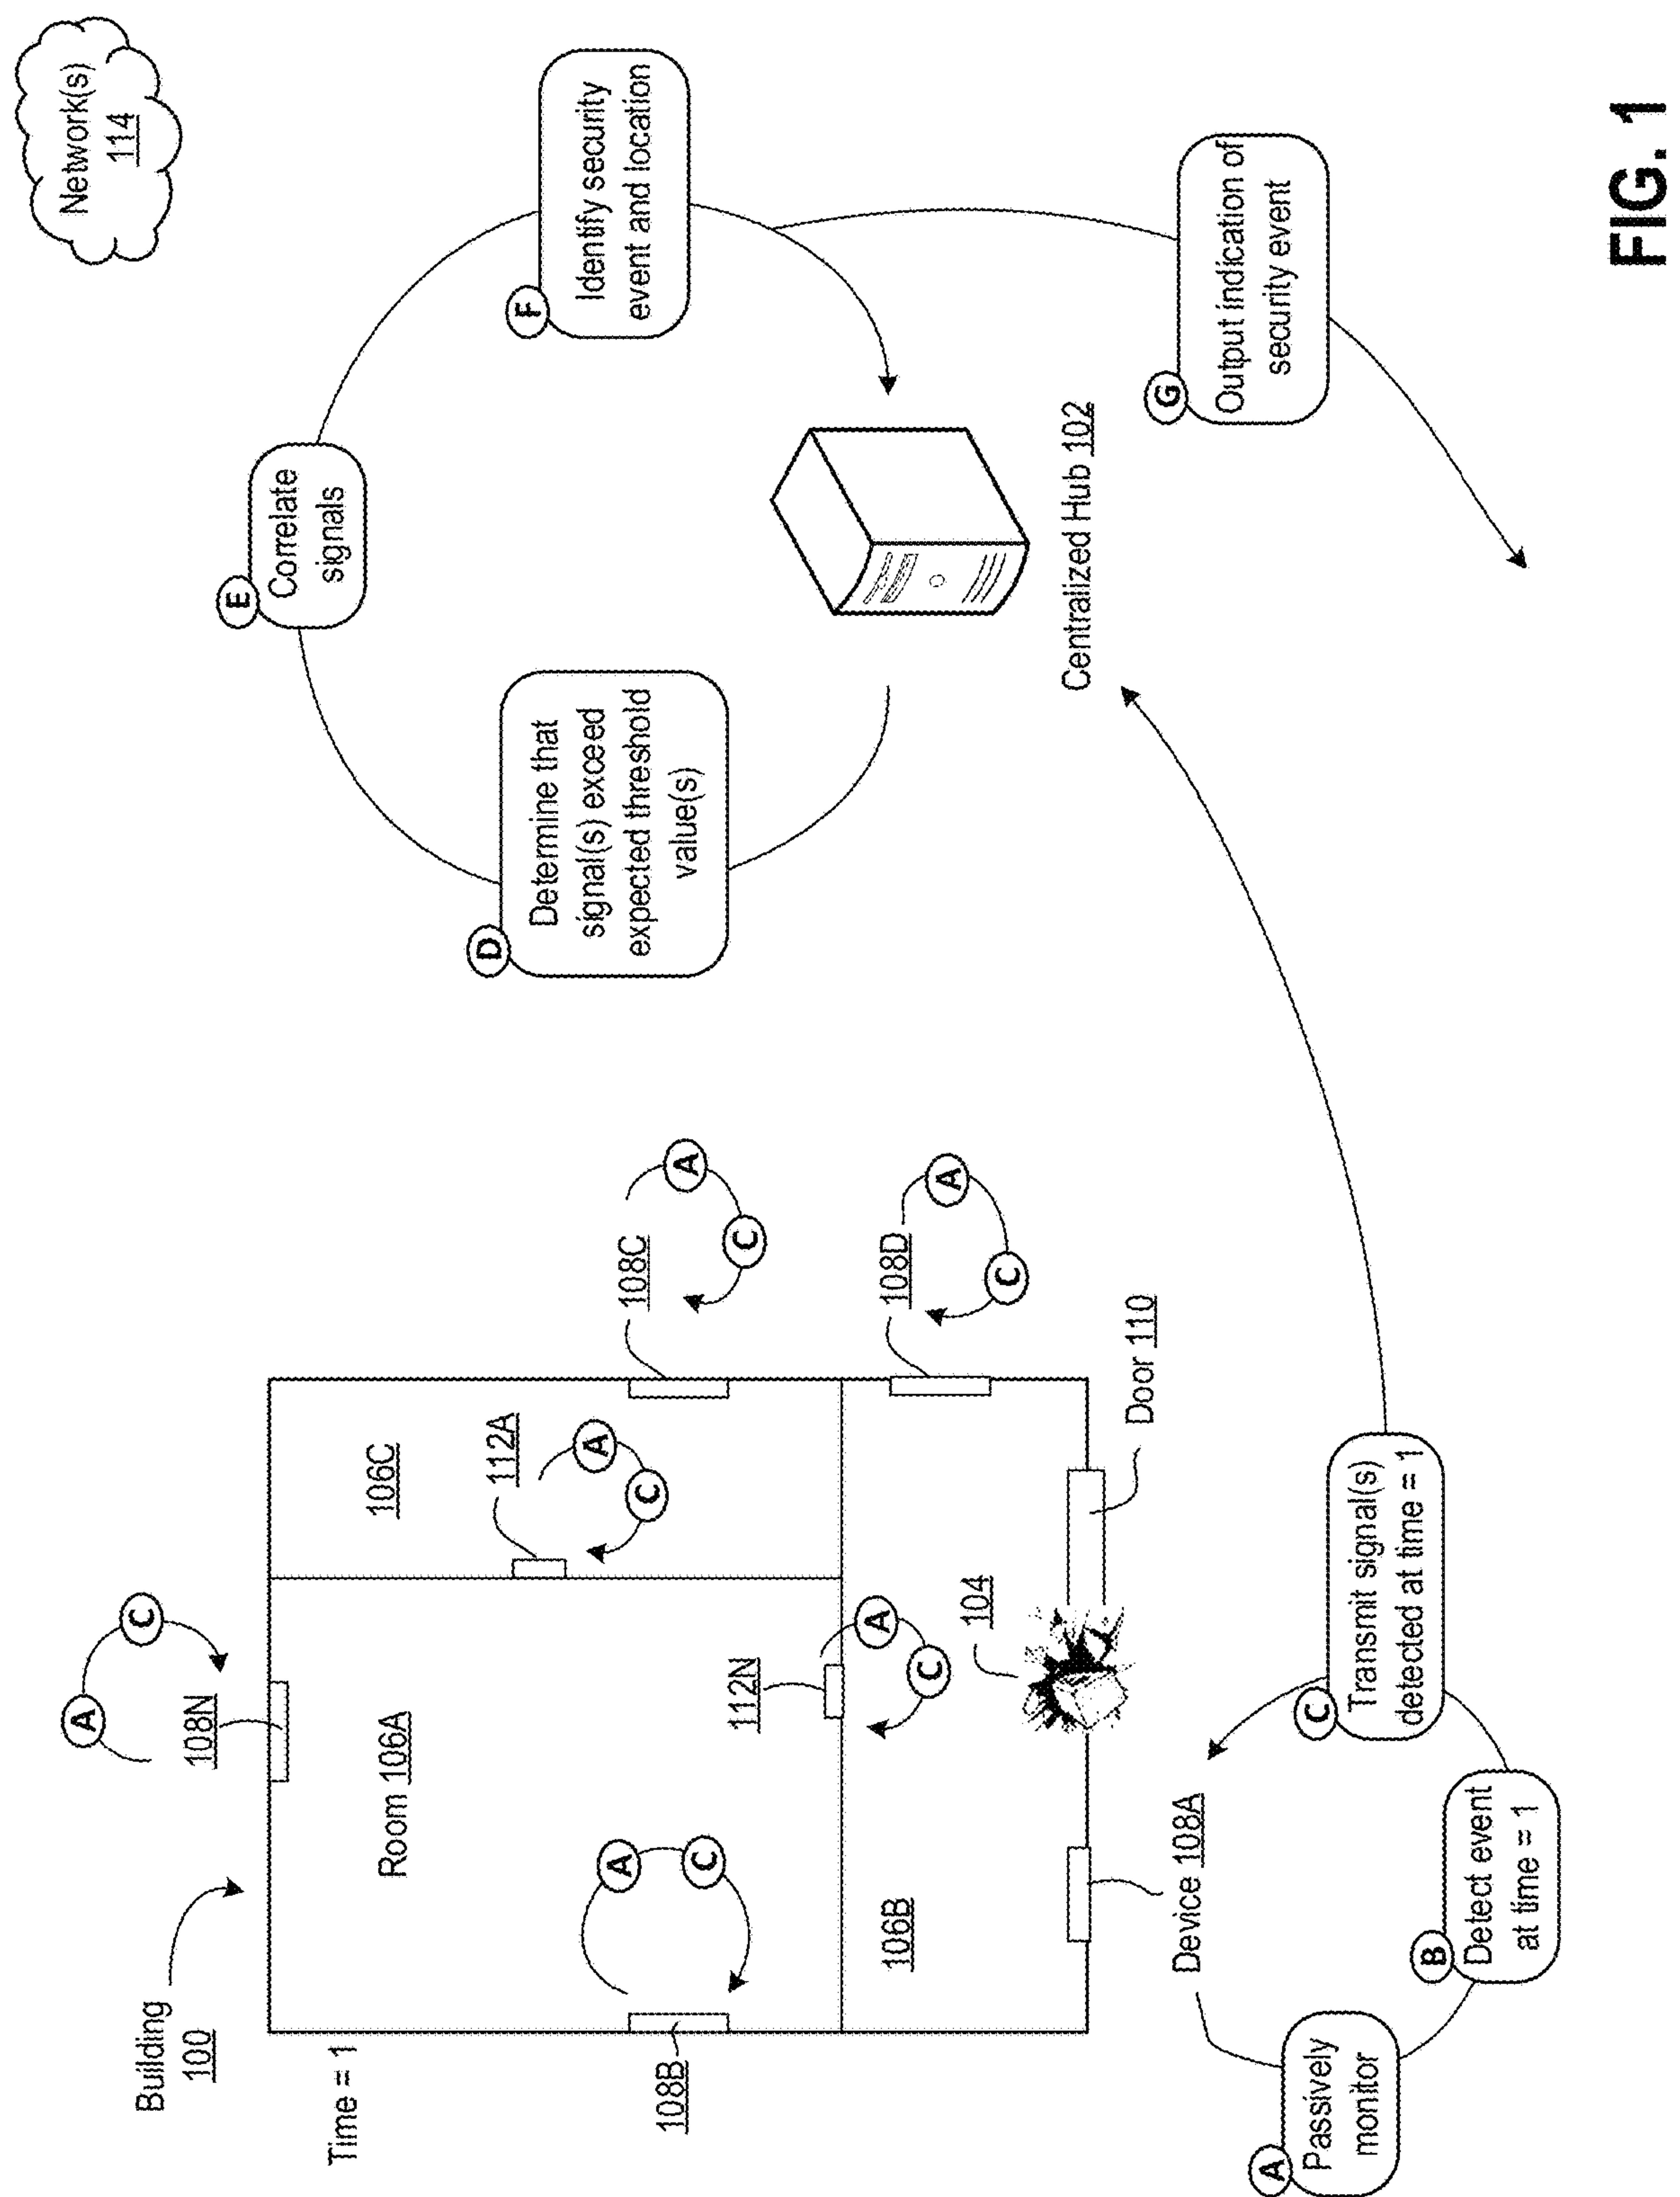 Building
100
Time = 1
A
C
108N
Network(s)
114
Room 106A
106C
112A
A
C
108B
A
C
112N
A
C
106B
108C
A
C
108D
A
C
104
Door 110
Device 108A
A
Passively
monitor
B
Detect event
at time = 1
C
Transmit signal(s)
detected at time = 1
D
Determine that
signal(s) exceed
expected threshold
value(s)
E
Correlate
signals
F
Identify security
event and location
Centralized Hub 102
G
Output indication of
security event
FIG. 1